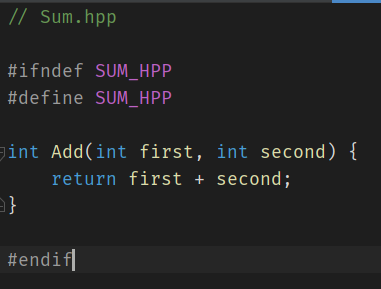 // Sum.hpp
#ifndef SUM_HPP
#define SUM_HPP
int Add(int first, int second) {
    return first + second;
}
#endif